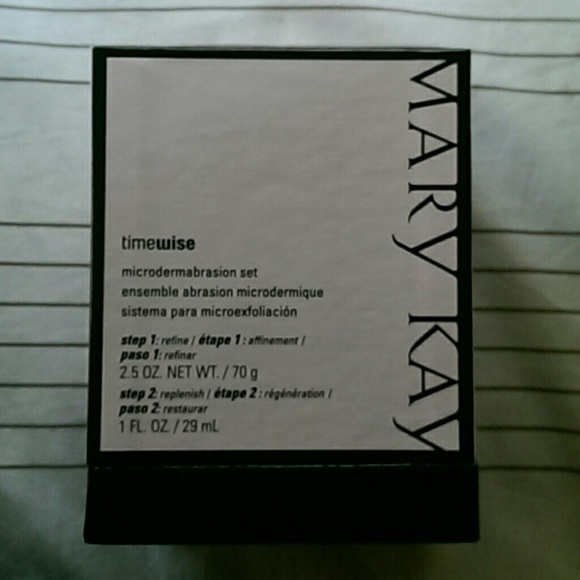 MARY KAY
timewise
microdermabrasion set
ensemble abrasion microdermique
sistema para microexfoliación
step 1: refine / étape 1 : affinement /
paso 1: refinar
2.5 OZ. NET WT. / 70 g
step 2: replenish / étape 2 : régénération /
paso 2: restaurar
1 FL. OZ. / 29 mL